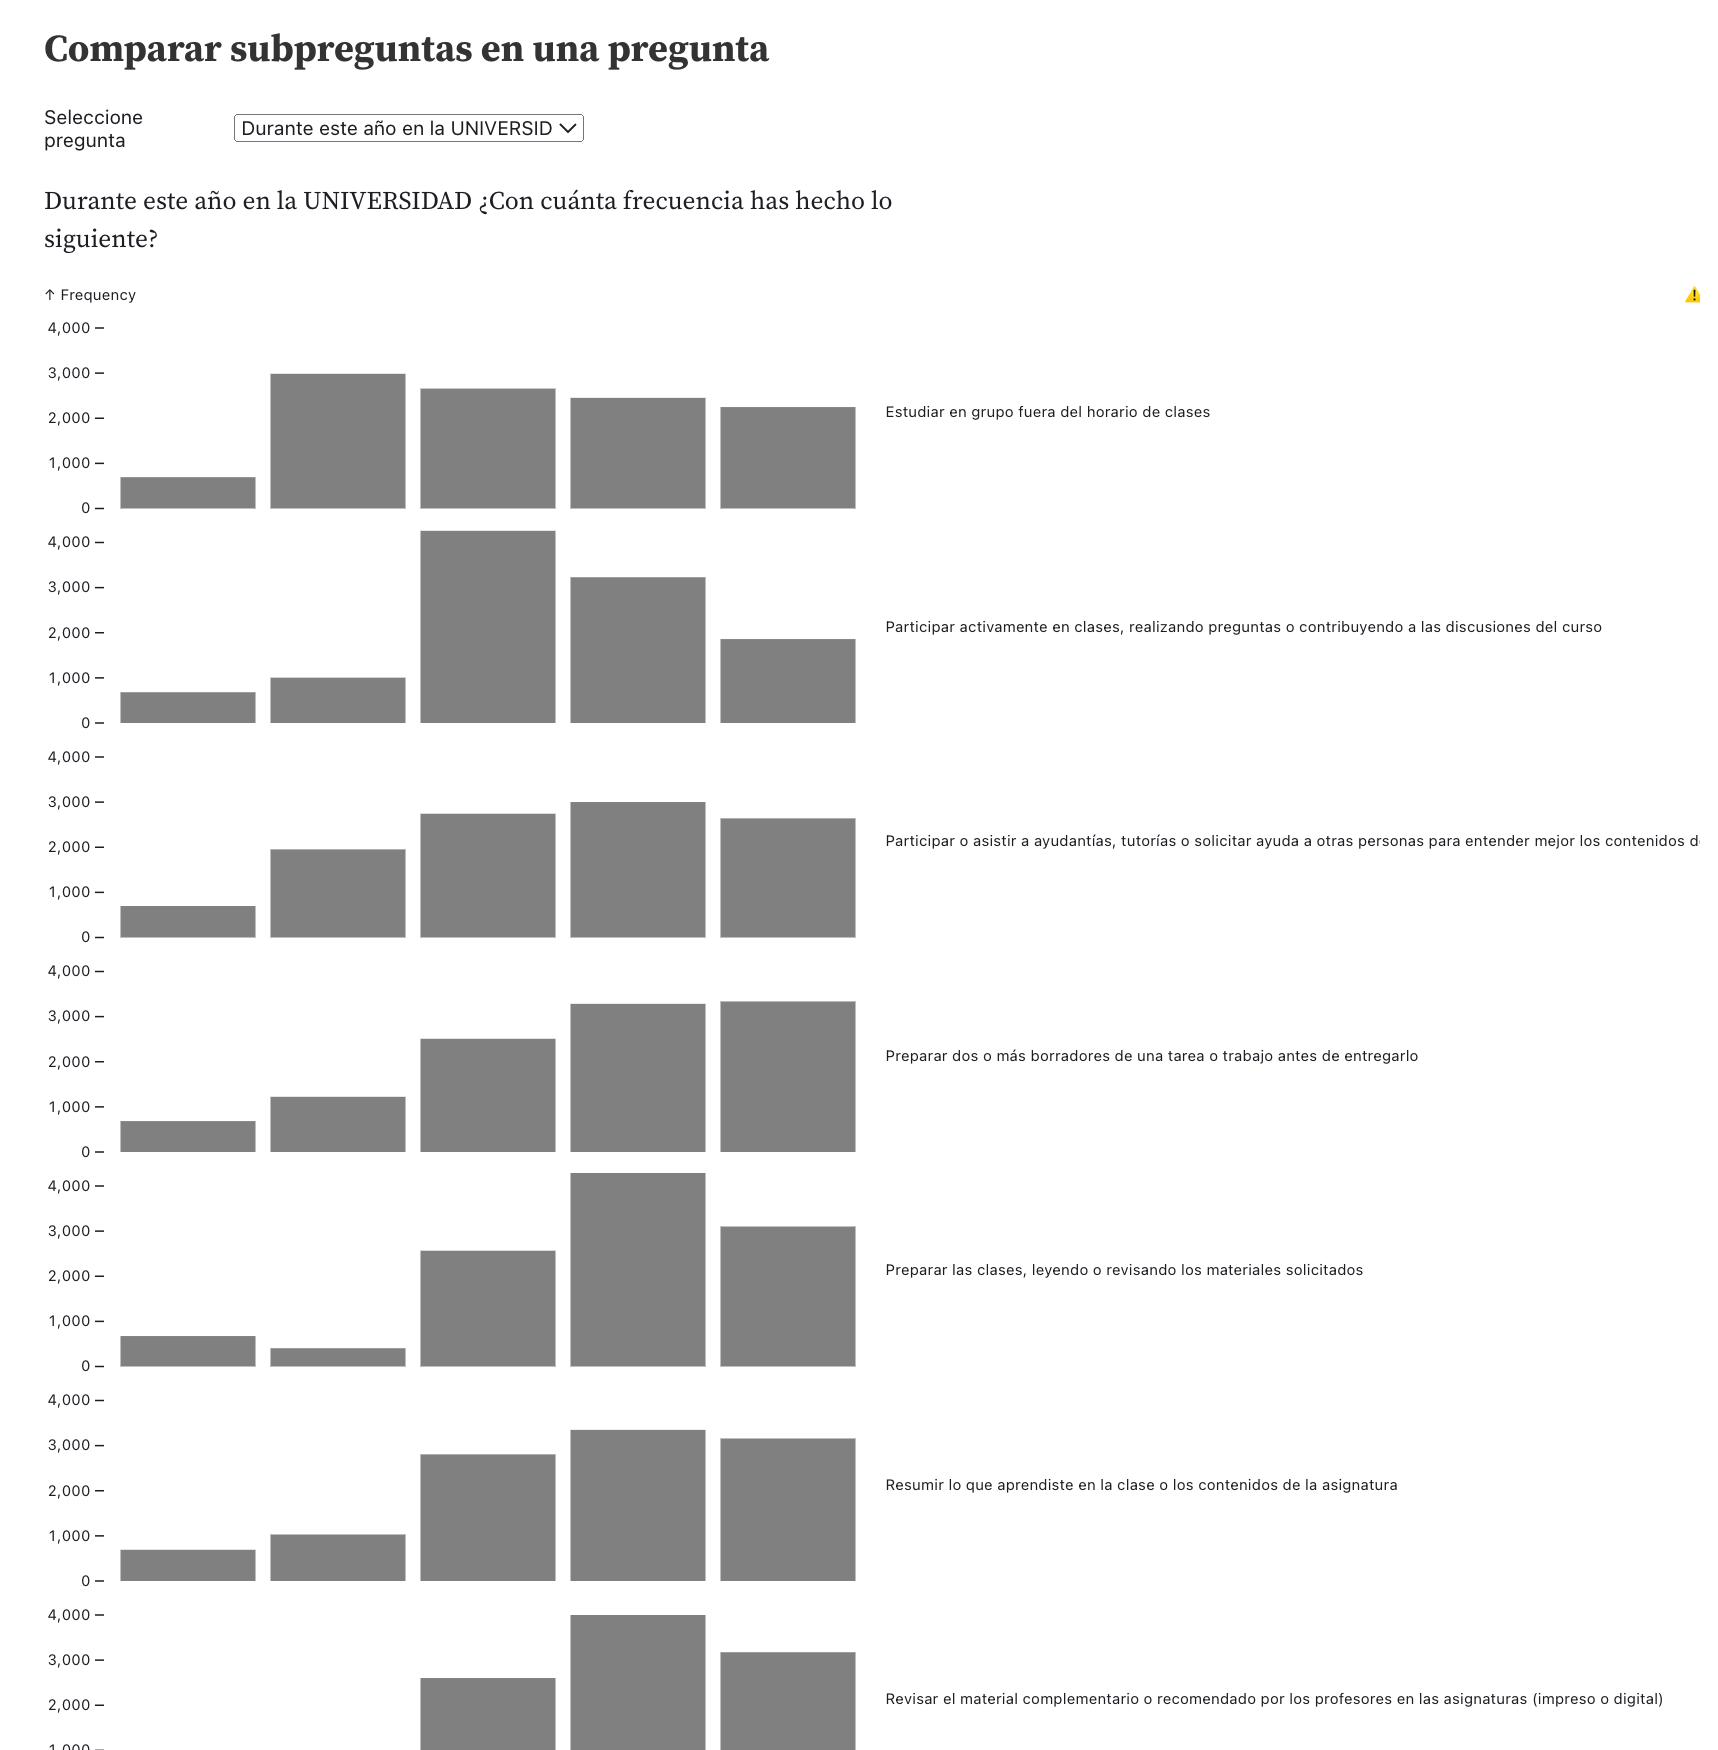 Comparar subpreguntas en una pregunta
Seleccione
pregunta
Durante este año en la UNIVERSID
Durante este año en la UNIVERSIDAD ¿Con cuánta frecuencia has hecho lo
siguiente?
↑ Frequency
4,000
3,000
2,000
1,000
0
Estudiar en grupo fuera del horario de clases
4,000
3,000
2,000
1,000
0
Participar activamente en clases, realizando preguntas o contribuyendo a las discusiones del curso
4,000
3,000
2,000
1,000
0
Participar o asistir a ayudantías, tutorías o solicitar ayuda a otras personas para entender mejor los contenidos d
4,000
3,000
2,000
1,000
0
Preparar dos o más borradores de una tarea o trabajo antes de entregarlo
4,000
3,000
2,000
1,000
0
Preparar las clases, leyendo o revisando los materiales solicitados
4,000
3,000
2,000
1,000
0
Resumir lo que aprendiste en la clase o los contenidos de la asignatura
4,000
3,000
2,000
1,000
Revisar el material complementario o recomendado por los profesores en las asignaturas (impreso o digital)